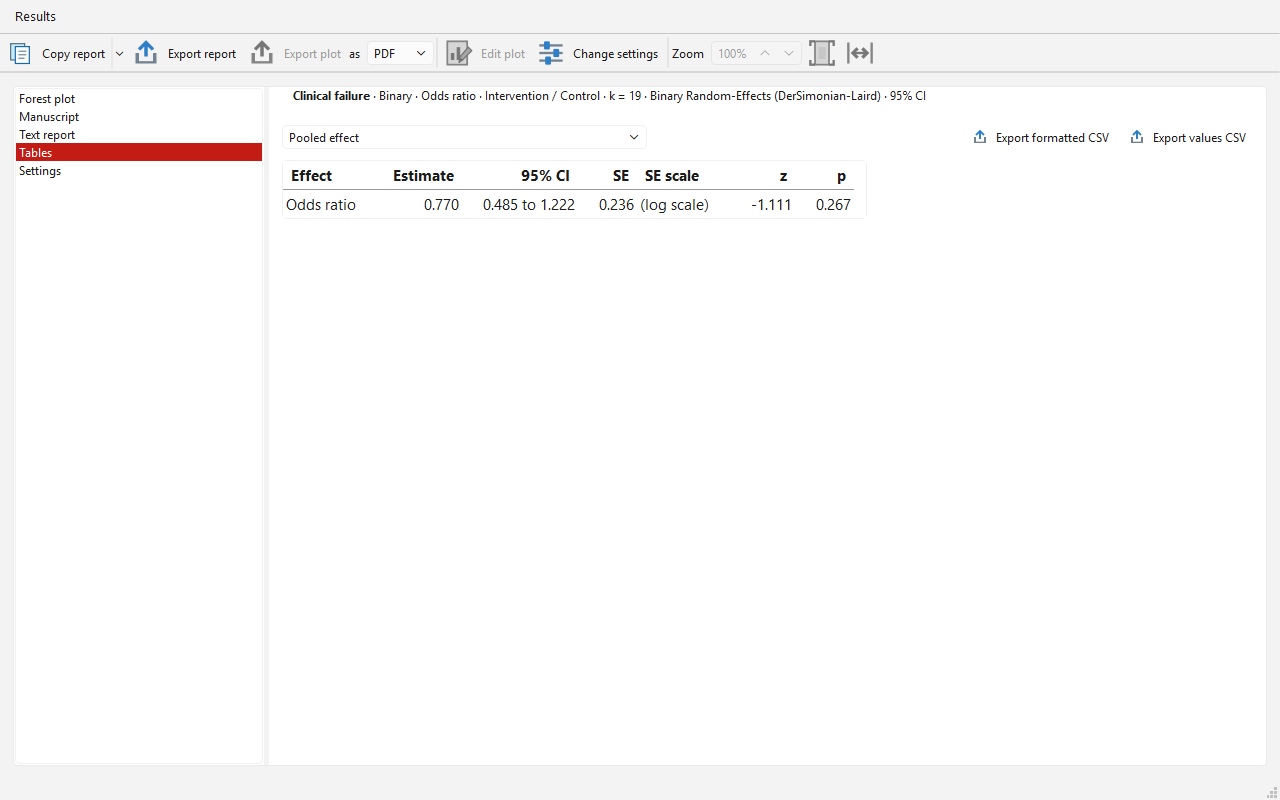 Results
Copy report Export report Export plot as PDF Edit plot Change settings Zoom 100%
Forest plot
Manuscript
Text report
Tables
Settings
Clinical failure · Binary · Odds ratio · Intervention / Control · k = 19 · Binary Random-Effects (DerSimonian-Laird) · 95% CI
Pooled effect Export formatted CSV Export values CSV
Effect Estimate 95% CI SE SE scale z p
Odds ratio 0.770 0.485 to 1.222 0.236 (log scale) -1.111 0.267